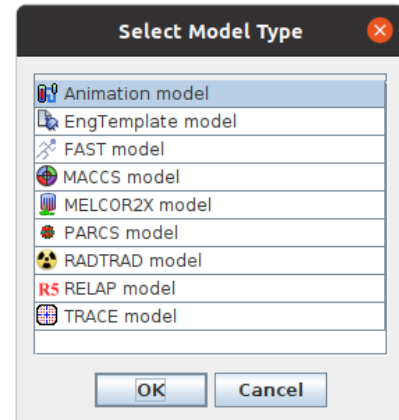 Select Model Type
Animation model
EngTemplate model
FAST model
MACCS model
MELCOR2X model
PARCS model
RADTRAD model
R5 RELAP model
TRACE model
OK Cancel